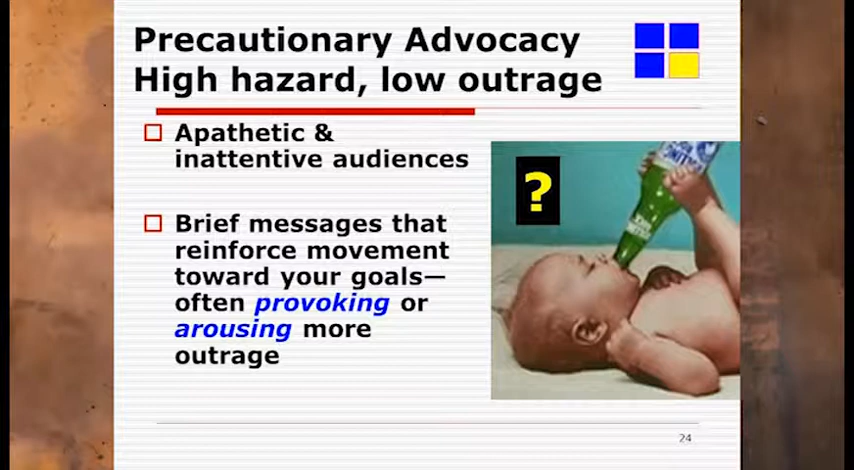 Precautionary Advocacy
High hazard, low outrage
Apathetic &
inattentive audiences
?
Brief messages that
reinforce movement
toward your goals—
often provoking or
arousing more
outrage
24